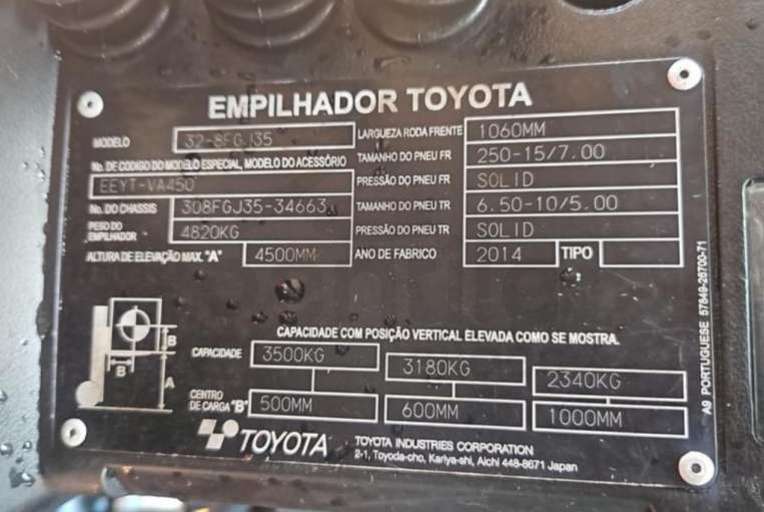 EMPILHADOR TOYOTA
MODELO 32-8FGJ35 LARGUEZA RODA FRENTE 1060MM
No. DE CODIGO DO MODELO ESPECIAL, MODELO DO ACESSÓRIO TAMANHO DO PNEU FR 250-15/7.00
EEYT-VA450 PRESSÃO DO PNEU FR SOLID
No. DO CHASSIS 308FGJ35-34663 TAMANHO DO PNEU TR 6.50-10/5.00
PESO DO EMPILHADOR 4820KG PRESSÃO DO PNEU TR SOLID
ALTURA DE ELEVAÇÃO MAX. "A" 4500MM ANO DE FABRICO 2014 TIPO
CAPACIDADE COM POSIÇÃO VERTICAL ELEVADA COMO SE MOSTRA.
CAPACIDADE 3500KG 3180KG 2340KG
B
B
A
CENTRO DE CARGA "B" 500MM 600MM 1000MM
TOYOTA TOYOTA INDUSTRIES CORPORATION
2-1, Toyoda-cho, Kariya-shi, Aichi 448-8671 Japan
A9 PORTUGUESE 57849-26700-71